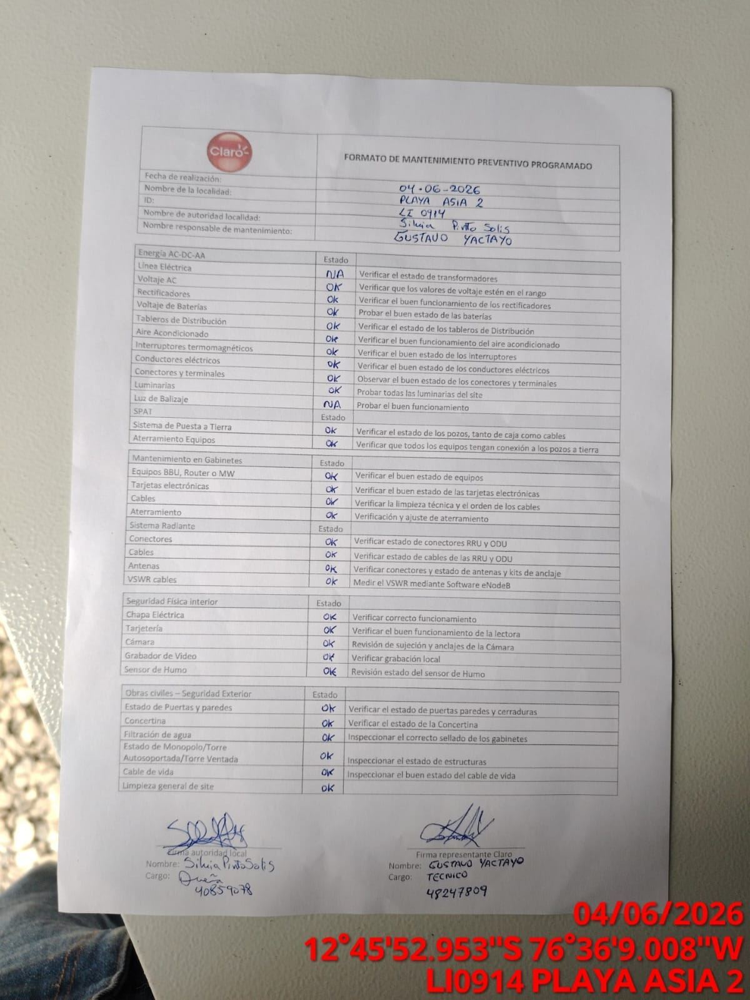 Claro
FORMATO DE MANTENIMIENTO PREVENTIVO PROGRAMADO
Fecha de realización: 04-06-2026
Nombre de la localidad: PLAYA ASIA 2
ID: LI 0914
Nombre de autoridad localidad: Silvia Pinto Solis
Nombre responsable de mantenimiento: GUSTAVO YACTAYO
Energía AC-DC-AA Estado
Línea Eléctrica NA Verificar el estado de transformadores
Voltaje AC OK Verificar que los valores de voltaje estén en el rango
Rectificadores OK Verificar el buen funcionamiento de los rectificadores
Voltaje de Baterías OK Probar el buen estado de las baterías
Tableros de Distribución OK Verificar el estado de los tableros de Distribución
Aire Acondicionado OK Verificar el buen funcionamiento del aire acondicionado
Interruptores termomagnéticos OK Verificar el buen estado de los interruptores
Conductores eléctricos OK Verificar el buen estado de los conductores eléctricos
Conectores y terminales OK Observar el buen estado de los conectores y terminales
Luminarias OK Probar todas las luminarias del site
Luz de Balizaje NA Probar el buen funcionamiento
SPAT Estado
Sistema de Puesta a Tierra OK Verificar el estado de los pozos, tanto de caja como cables
Aterramiento Equipos OK Verificar que todos los equipos tengan conexión a los pozos a tierra
Mantenimiento en Gabinetes Estado
Equipos BBU, Router o MW OK Verificar el buen estado de equipos
Tarjetas electrónicas OK Verificar el buen estado de las tarjetas electrónicas
Cables OK Verificar la limpieza técnica y el orden de los cables
Aterramiento OK Verificación y ajuste de aterramiento
Sistema Radiante Estado
Conectores OK Verificar estado de conectores RRU y ODU
Cables OK Verificar estado de cables de las RRU y ODU
Antenas OK Verificar conectores y estado de antenas y kits de anclaje
VSWR cables OK Medir el VSWR mediante Software eNodeB
Seguridad Física interior Estado
Chapa Eléctrica OK Verificar correcto funcionamiento
Tarjetería OK Verificar el buen funcionamiento de la lectora
Cámara OK Revisión de sujeción y anclajes de la Cámara
Grabador de Video OK Verificar grabación local
Sensor de Humo OK Revisión estado del sensor de Humo
Obras civiles – Seguridad Exterior Estado
Estado de Puertas y paredes OK Verificar el estado de puertas paredes y cerraduras
Concertina OK Verificar el estado de la Concertina
Filtración de agua OK Inspeccionar el correcto sellado de los gabinetes
Estado de Monopolo/Torre
Autosoportada/Torre Ventada OK Inspeccionar el estado de estructuras
Cable de vida OK Inspeccionar el buen estado del cable de vida
Limpieza general de site OK
Firma autoridad local Firma representante Claro
Nombre: Silvia Pinto Solis Nombre: GUSTAVO YACTAYO
Cargo: Dueña Cargo: TECNICO
40859078 48247809
04/06/2026
12°45'52.953"S 76°36'9.008"W
LI0914 PLAYA ASIA 2